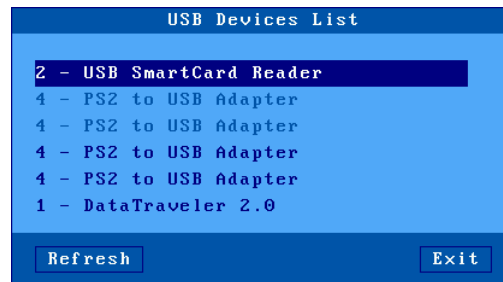 USB Devices List
2 - USB SmartCard Reader
4 - PS2 to USB Adapter
4 - PS2 to USB Adapter
4 - PS2 to USB Adapter
4 - PS2 to USB Adapter
1 - DataTraveler 2.0
Refresh Exit